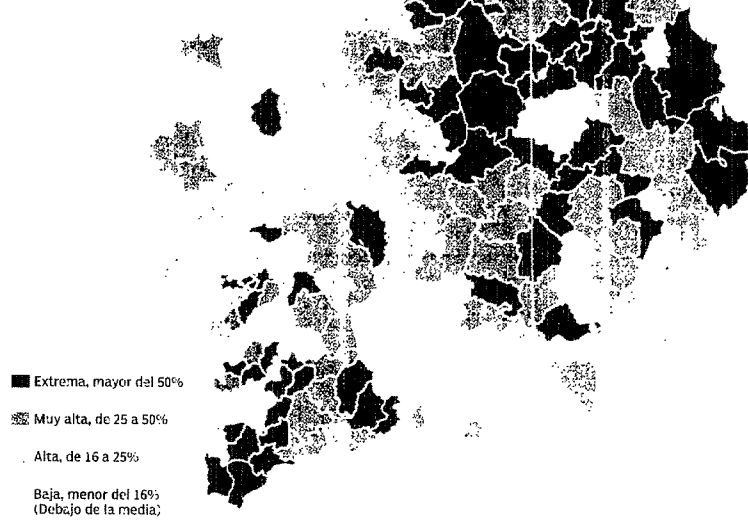 Extrema, mayor del 50%
Muy alta, de 25 a 50%
Alta, de 16 a 25%
Baja, menor del 16%
(Debajo de la media)